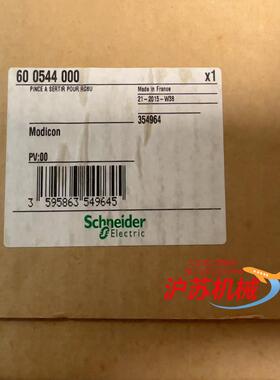 60 0544 000
x1
PINCE A SERTIR POUR RG6U
Made in France
21-2015-W38
354964
Modicon
PV:00
3 595863 549645
Schneider
Electric
沪苏机械